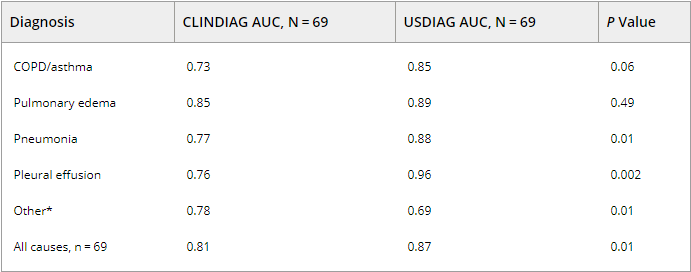 Diagnosis CLINDIAG AUC, N = 69 USDIAG AUC, N = 69 P Value
COPD/asthma 0.73 0.85 0.06
Pulmonary edema 0.85 0.89 0.49
Pneumonia 0.77 0.88 0.01
Pleural effusion 0.76 0.96 0.002
Other* 0.78 0.69 0.01
All causes, n = 69 0.81 0.87 0.01